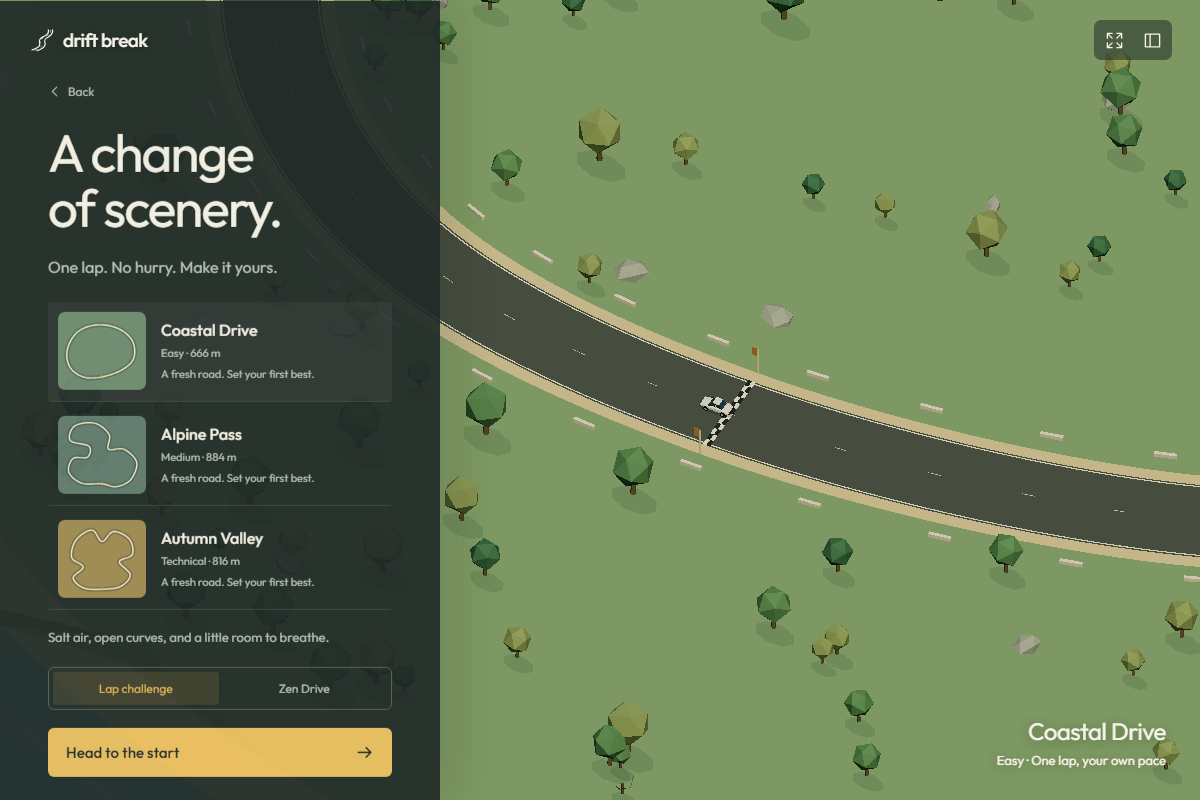 drift break
Back
A change
of scenery.
One lap. No hurry. Make it yours.
Coastal Drive
Easy · 666 m
A fresh road. Set your first best.
Alpine Pass
Medium · 884 m
A fresh road. Set your first best.
Autumn Valley
Technical · 816 m
A fresh road. Set your first best.
Salt air, open curves, and a little room to breathe.
Lap challenge
Zen Drive
Head to the start
Coastal Drive
Easy · One lap, your own pace